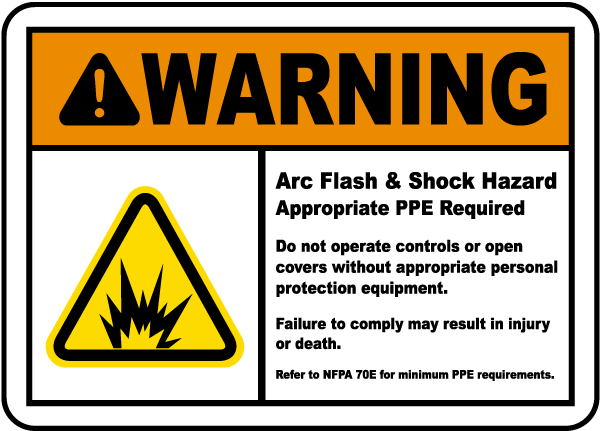 WARNING
Arc Flash & Shock Hazard
Appropriate PPE Required
Do not operate controls or open
covers without appropriate personal
protection equipment.
Failure to comply may result in injury
or death.
Refer to NFPA 70E for minimum PPE requirements.